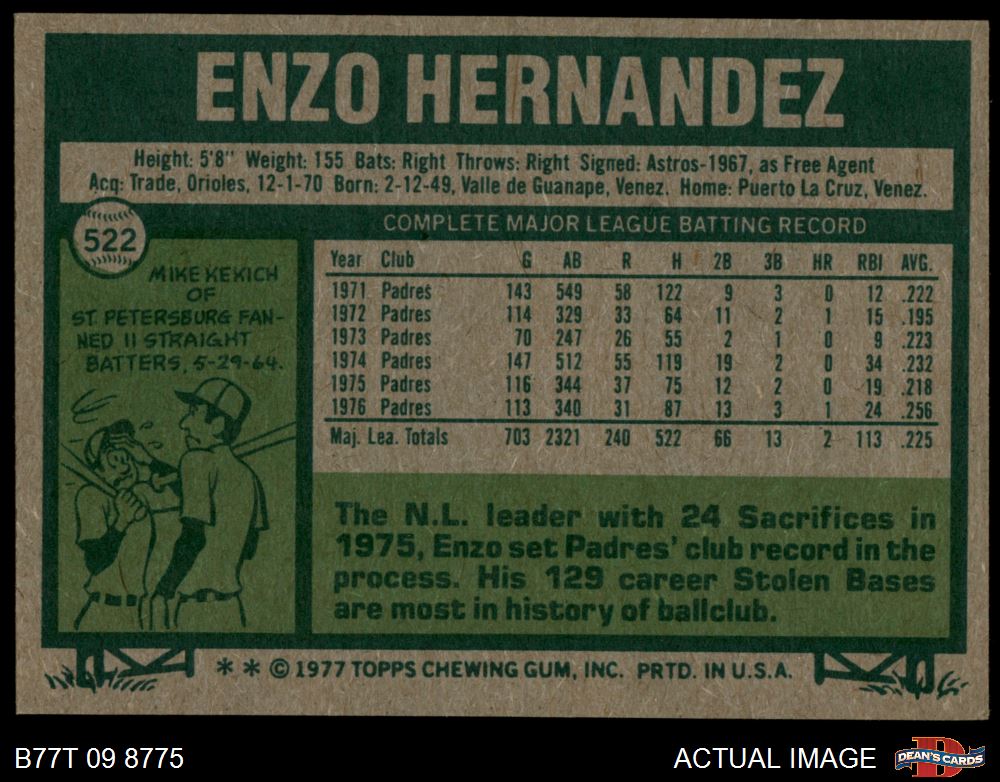 ENZO HERNANDEZ
Height: 5'8" Weight: 155 Bats: Right Throws: Right Signed: Astros-1967, as Free Agent
Acq: Trade, Orioles, 12-1-70 Born: 2-12-49, Valle de Guanape, Venez. Home: Puerto La Cruz, Venez.
522
MIKE KEKICH
OF
ST. PETERSBURG FAN-
NED 11 STRAIGHT
BATTERS, 5-29-64.
COMPLETE MAJOR LEAGUE BATTING RECORD
Year Club G AB R H 2B 3B HR RBI AVG.
1971 Padres 143 549 58 122 9 3 0 12 .222
1972 Padres 114 329 33 64 11 2 1 15 .195
1973 Padres 70 247 26 55 2 1 0 9 .223
1974 Padres 147 512 55 119 19 2 0 34 .232
1975 Padres 116 344 37 75 12 2 0 19 .218
1976 Padres 113 340 31 87 13 3 1 24 .256
Maj. Lea. Totals 703 2321 240 522 66 13 2 113 .225
The N.L. leader with 24 Sacrifices in
1975, Enzo set Padres' club record in the
process. His 129 career Stolen Bases
are most in history of ballclub.
* * © 1977 TOPPS CHEWING GUM, INC. PRTD. IN U.S.A.
B77T 09 8775
ACTUAL IMAGE
D
DEAN'S CARDS